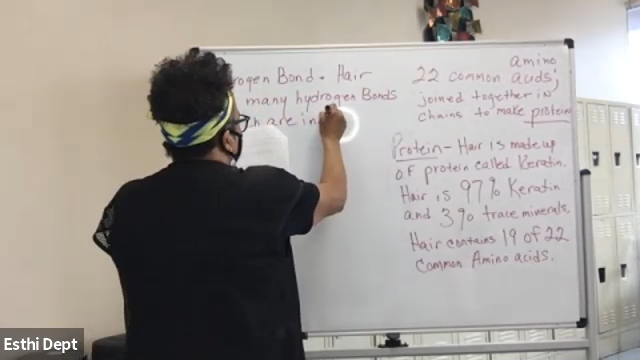 rogen Bond - Hair
many hydrogen Bonds
are in
22 common amino
acids;
joined together in
chains to make protein
Protein - Hair is made up
of protein called Keratin.
Hair is 97% Keratin
and 3% trace minerals.
Hair contains 19 of 22
Common Amino acids.
Esthi Dept